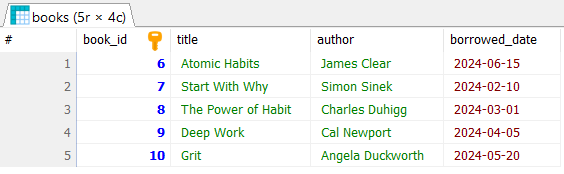 books (5r × 4c)
# book_id title author borrowed_date
1 6 Atomic Habits James Clear 2024-06-15
2 7 Start With Why Simon Sinek 2024-02-10
3 8 The Power of Habit Charles Duhigg 2024-03-01
4 9 Deep Work Cal Newport 2024-04-05
5 10 Grit Angela Duckworth 2024-05-20